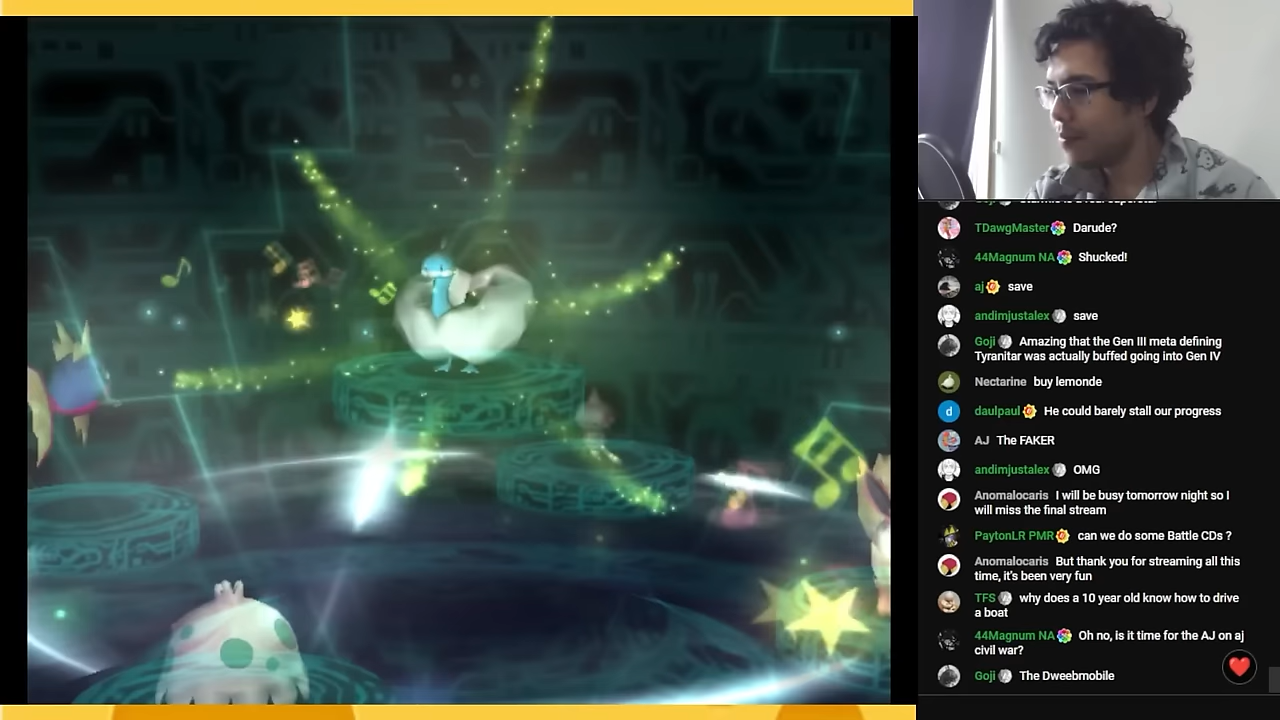 TDawgMaster Darude?
44Magnum NA Shucked!
aj save
andimjustalex save
Goji Amazing that the Gen III meta defining
Tyranitar was actually buffed going into Gen IV
Nectarine buy lemonde
d daulpaul He could barely stall our progress
AJ The FAKER
andimjustalex OMG
Anomalocaris I will be busy tomorrow night so I
will miss the final stream
PaytonLR PMR can we do some Battle CDs ?
Anomalocaris But thank you for streaming all this
time, it's been very fun
TFS why does a 10 year old know how to drive
a boat
44Magnum NA Oh no, is it time for the AJ on aj
civil war?
Goji The Dweebmobile